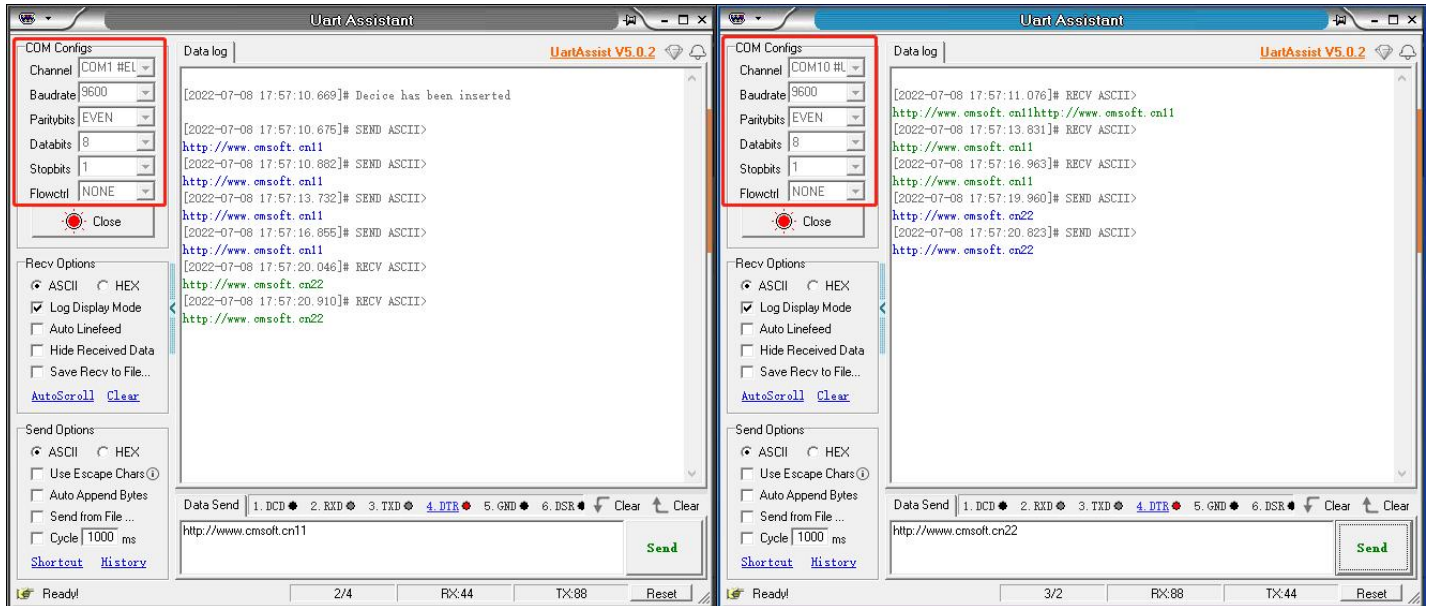 Uart Assistant
COM Configs
Channel COM1 #EL
Baudrate 9600
Paritybits EVEN
Databits 8
Stopbits 1
Flowctrl NONE
Close
Recv Options
ASCII HEX
Log Display Mode
Auto Linefeed
Hide Received Data
Save Recv to File...
AutoScroll Clear
Send Options
ASCII HEX
Use Escape Chars
Auto Append Bytes
Send from File ...
Cycle 1000 ms
Shortcut History
Data log UartAssist V5.0.2
[2022-07-08 17:57:10.669]# Decice has been inserted
[2022-07-08 17:57:10.675]# SEND ASCII>
http://www.cmsoft.cn11
[2022-07-08 17:57:10.882]# SEND ASCII>
http://www.cmsoft.cn11
[2022-07-08 17:57:13.732]# SEND ASCII>
http://www.cmsoft.cn11
[2022-07-08 17:57:16.855]# SEND ASCII>
http://www.cmsoft.cn11
[2022-07-08 17:57:20.046]# RECV ASCII>
http://www.cmsoft.cn22
[2022-07-08 17:57:20.910]# RECV ASCII>
http://www.cmsoft.cn22
Data Send 1.DCD 2.RXD 3.TXD 4.DTR 5.GND 6.DSR Clear Clear
http://www.cmsoft.cn11
Send
Ready! 2/4 RX:44 TX:88 Reset
Uart Assistant
COM Configs
Channel COM10 #L
Baudrate 9600
Paritybits EVEN
Databits 8
Stopbits 1
Flowctrl NONE
Close
Recv Options
ASCII HEX
Log Display Mode
Auto Linefeed
Hide Received Data
Save Recv to File...
AutoScroll Clear
Send Options
ASCII HEX
Use Escape Chars
Auto Append Bytes
Send from File ...
Cycle 1000 ms
Shortcut History
Data log UartAssist V5.0.2
[2022-07-08 17:57:11.076]# RECV ASCII>
http://www.cmsoft.cn11http://www.cmsoft.cn11
[2022-07-08 17:57:13.831]# RECV ASCII>
http://www.cmsoft.cn11
[2022-07-08 17:57:16.963]# RECV ASCII>
http://www.cmsoft.cn11
[2022-07-08 17:57:19.960]# SEND ASCII>
http://www.cmsoft.cn22
[2022-07-08 17:57:20.823]# SEND ASCII>
http://www.cmsoft.cn22
Data Send 1.DCD 2.RXD 3.TXD 4.DTR 5.GND 6.DSR Clear Clear
http://www.cmsoft.cn22
Send
Ready! 3/2 RX:88 TX:44 Reset